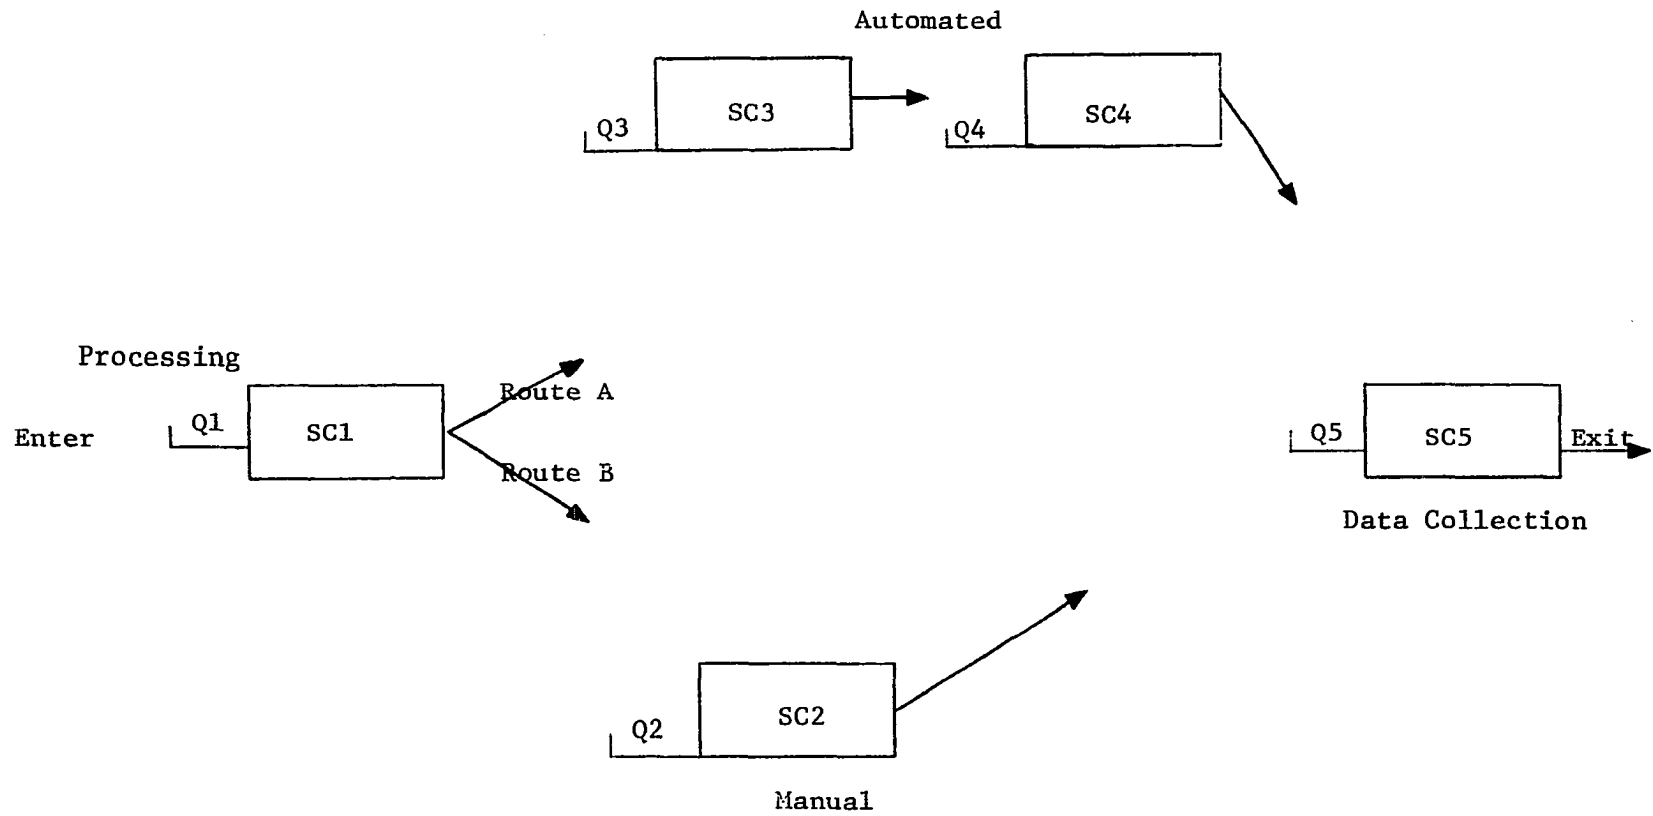 Automated
SC3
Q3
SC4
Q4
Processing
Route A
Enter
Q1
SC1
Route B
Q5
SC5
Exit
Data Collection
Q2
SC2
Manual